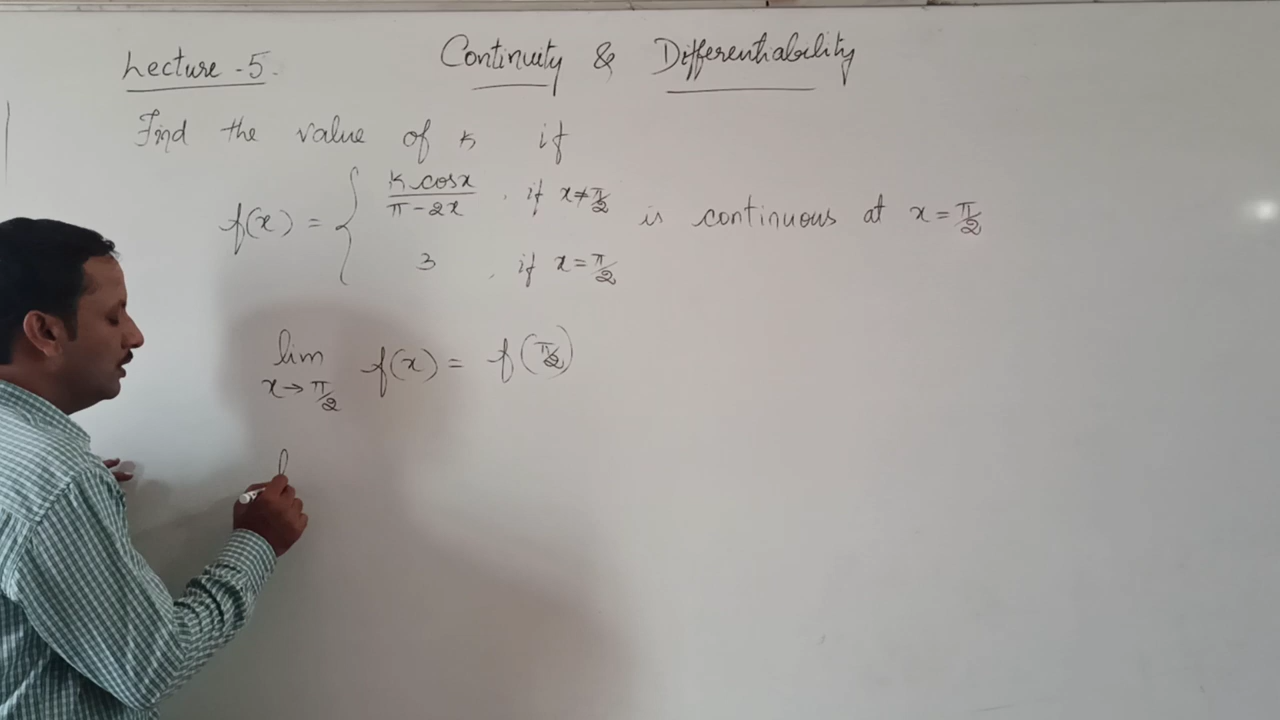 Lecture - 5. Continuity & Differentiability
Find the value of k if
f(x) = { k cosx / π - 2x , if x ≠ π/2
3 , if x = π/2
is continuous at x = π/2
lim x→π/2 f(x) = f(π/2)
l